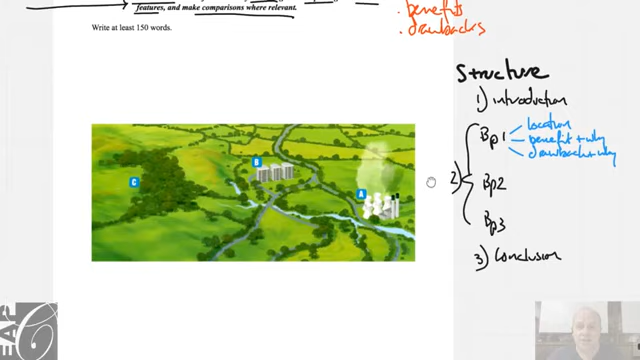 features, and make comparisons where relevant.
Write at least 150 words.
. benefits
. drawbacks
Structure
1) introduction
2)
Bp1
location
benefit + why
drawback + why
Bp2
Bp3
3) Conclusion
A
B
C
EAP